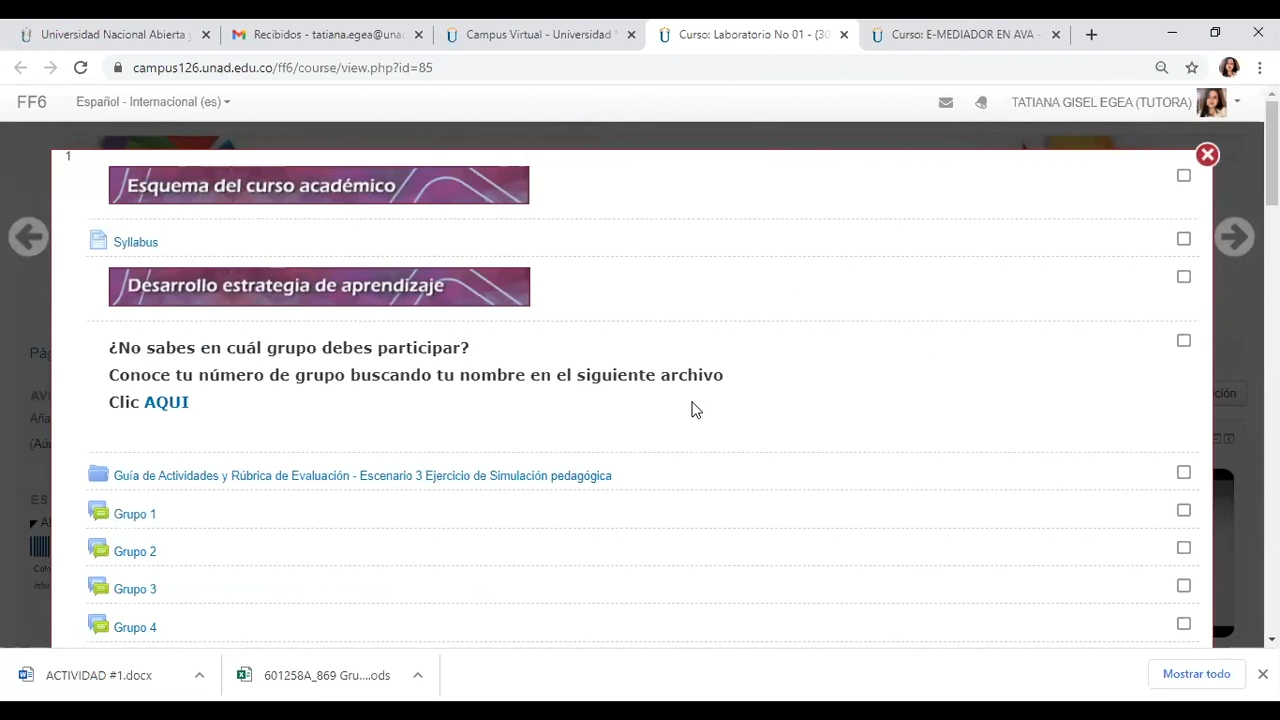 Universidad Nacional Abierta
Recibidos - tatiana.egea@una
Campus Virtual - Universidad
Curso: Laboratorio No 01 - (30
Curso: E-MEDIADOR EN AVA -
campus126.unad.edu.co/ff6/course/view.php?id=85
FF6
Español - Internacional (es)
TATIANA GISEL EGEA (TUTORA)
1
Esquema del curso académico
Syllabus
Desarrollo estrategia de aprendizaje
¿No sabes en cuál grupo debes participar?
Conoce tu número de grupo buscando tu nombre en el siguiente archivo
Clic AQUI
Guía de Actividades y Rúbrica de Evaluación - Escenario 3 Ejercicio de Simulación pedagógica
Grupo 1
Grupo 2
Grupo 3
Grupo 4
ACTIVIDAD #1.docx
601258A_869 Gru....ods
Mostrar todo